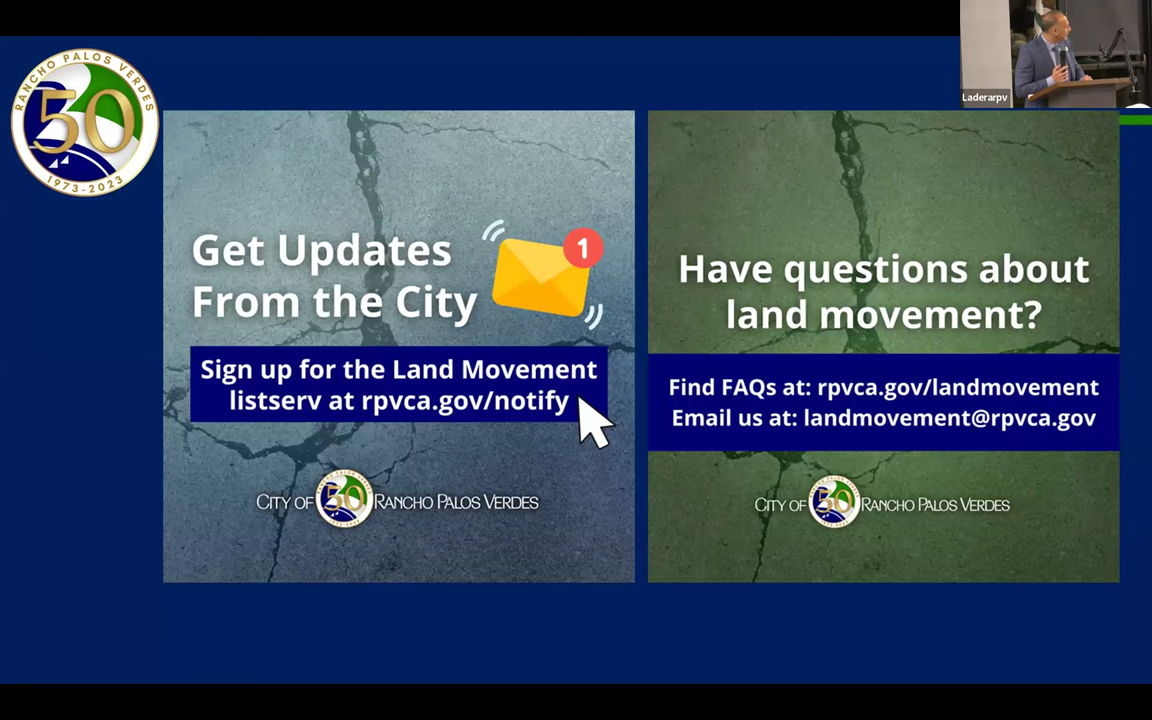 RANCHO PALOS VERDES
50
1973-2023
Laderarpv
Get Updates
From the City
1
Sign up for the Land Movement
listserv at rpvca.gov/notify
CITY OF 50 RANCHO PALOS VERDES
Have questions about
land movement?
Find FAQs at: rpvca.gov/landmovement
Email us at: landmovement@rpvca.gov
CITY OF 50 RANCHO PALOS VERDES